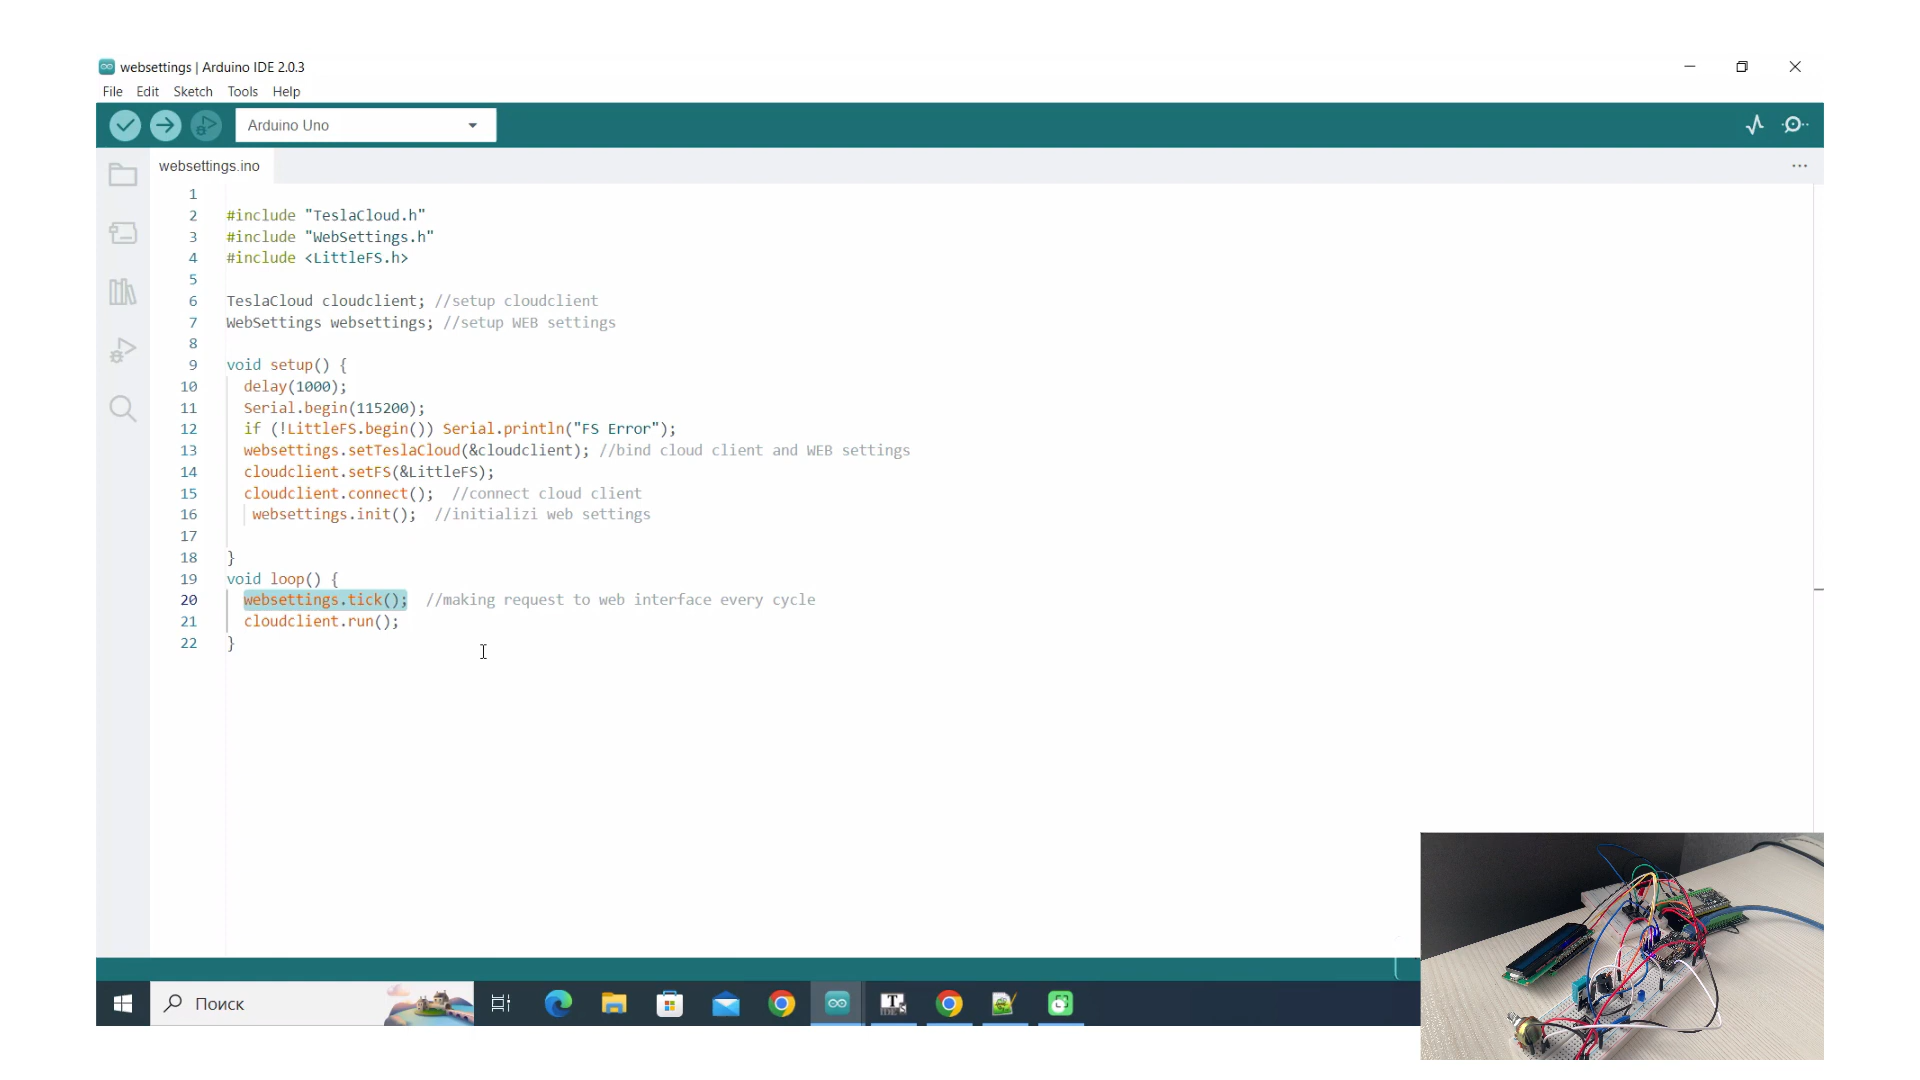 websettings | Arduino IDE 2.0.3
File Edit Sketch Tools Help
Arduino Uno
websettings.ino
1
2 #include "TeslaCloud.h"
3 #include "WebSettings.h"
4 #include <LittleFS.h>
5
6 TeslaCloud cloudclient; //setup cloudclient
7 WebSettings websettings; //setup WEB settings
8
9 void setup() {
10 delay(1000);
11 Serial.begin(115200);
12 if (!LittleFS.begin()) Serial.println("FS Error");
13 websettings.setTeslaCloud(&cloudclient); //bind cloud client and WEB settings
14 cloudclient.setFS(&LittleFS);
15 cloudclient.connect(); //connect cloud client
16 websettings.init(); //initializi web settings
17
18 }
19 void loop() {
20 websettings.tick(); //making request to web interface every cycle
21 cloudclient.run();
22 }
Поиск